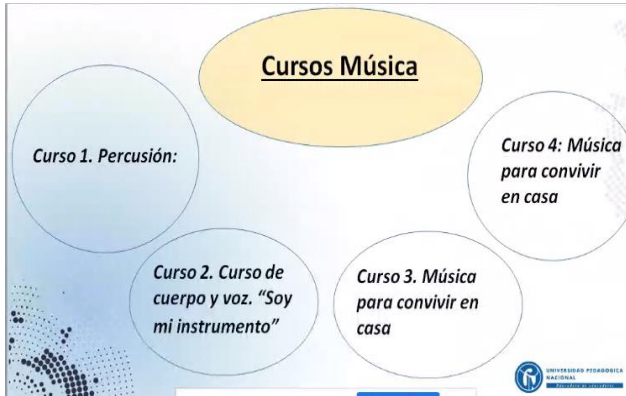 Cursos Música
Curso 1. Percusión:
Curso 2. Curso de
cuerpo y voz. “Soy
mi instrumento”
Curso 3. Música
para convivir en
casa
Curso 4: Música
para convivir
en casa
UNIVERSIDAD PEDAGÓGICA
NACIONAL